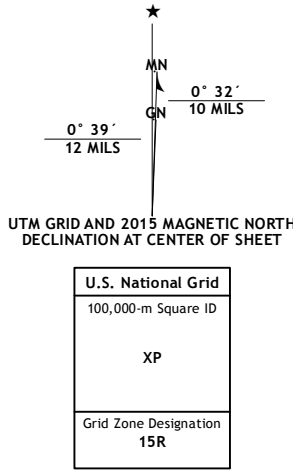 ★
MN
0° 32´
10 MILS
GN
0° 39´
12 MILS
UTM GRID AND 2015 MAGNETIC NORTH
DECLINATION AT CENTER OF SHEET
U.S. National Grid
100,000-m Square ID
XP
Grid Zone Designation
15R